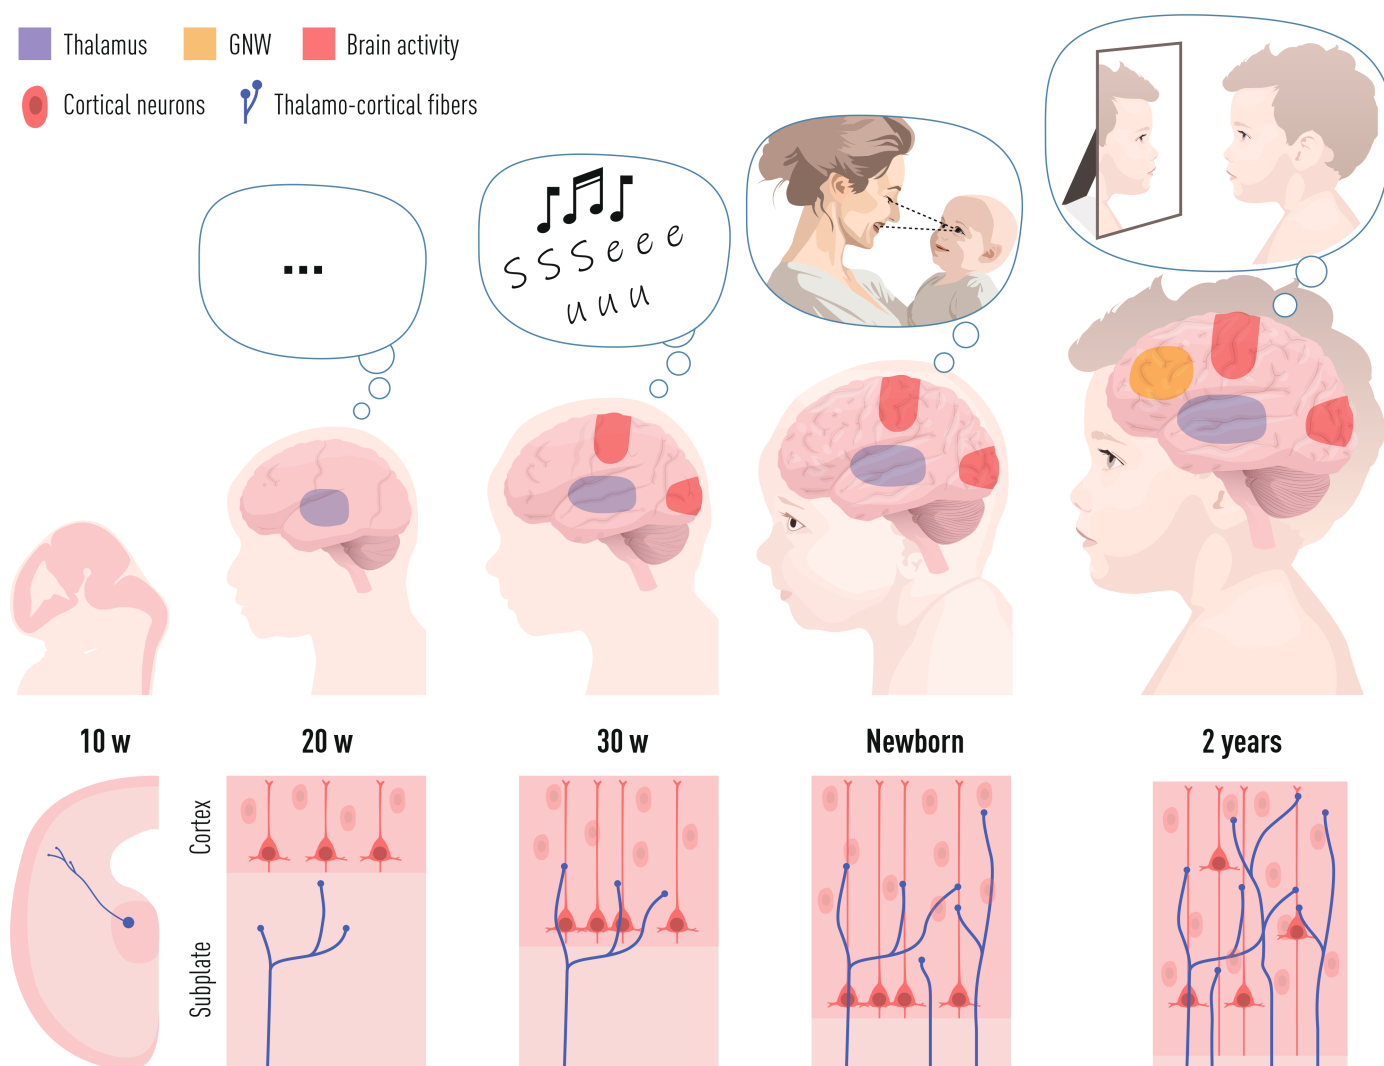 Thalamus GNW Brain activity
Cortical neurons Thalamo-cortical fibers
...
SSSeee
uuu
10 w 20 w 30 w Newborn 2 years
Cortex
Subplate